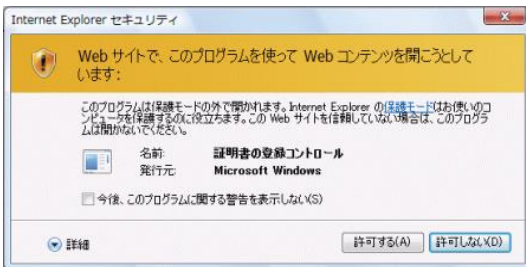 Internet Explorer セキュリティ
Web サイトで、このプログラムを使って Web コンテンツを開こうとして
います:
このプログラムは保護モードの外で開かれます。Internet Explorer の保護モードはお使いのコ
ンピュータを保護するのに役立ちます。この Web サイトを信頼していない場合は、このプログラ
ムは開かないでください。
名前: 証明書の登録コントロール
発行元: Microsoft Windows
今後、このプログラムに関する警告を表示しない(S)
詳細 許可する(A) 許可しない(D)